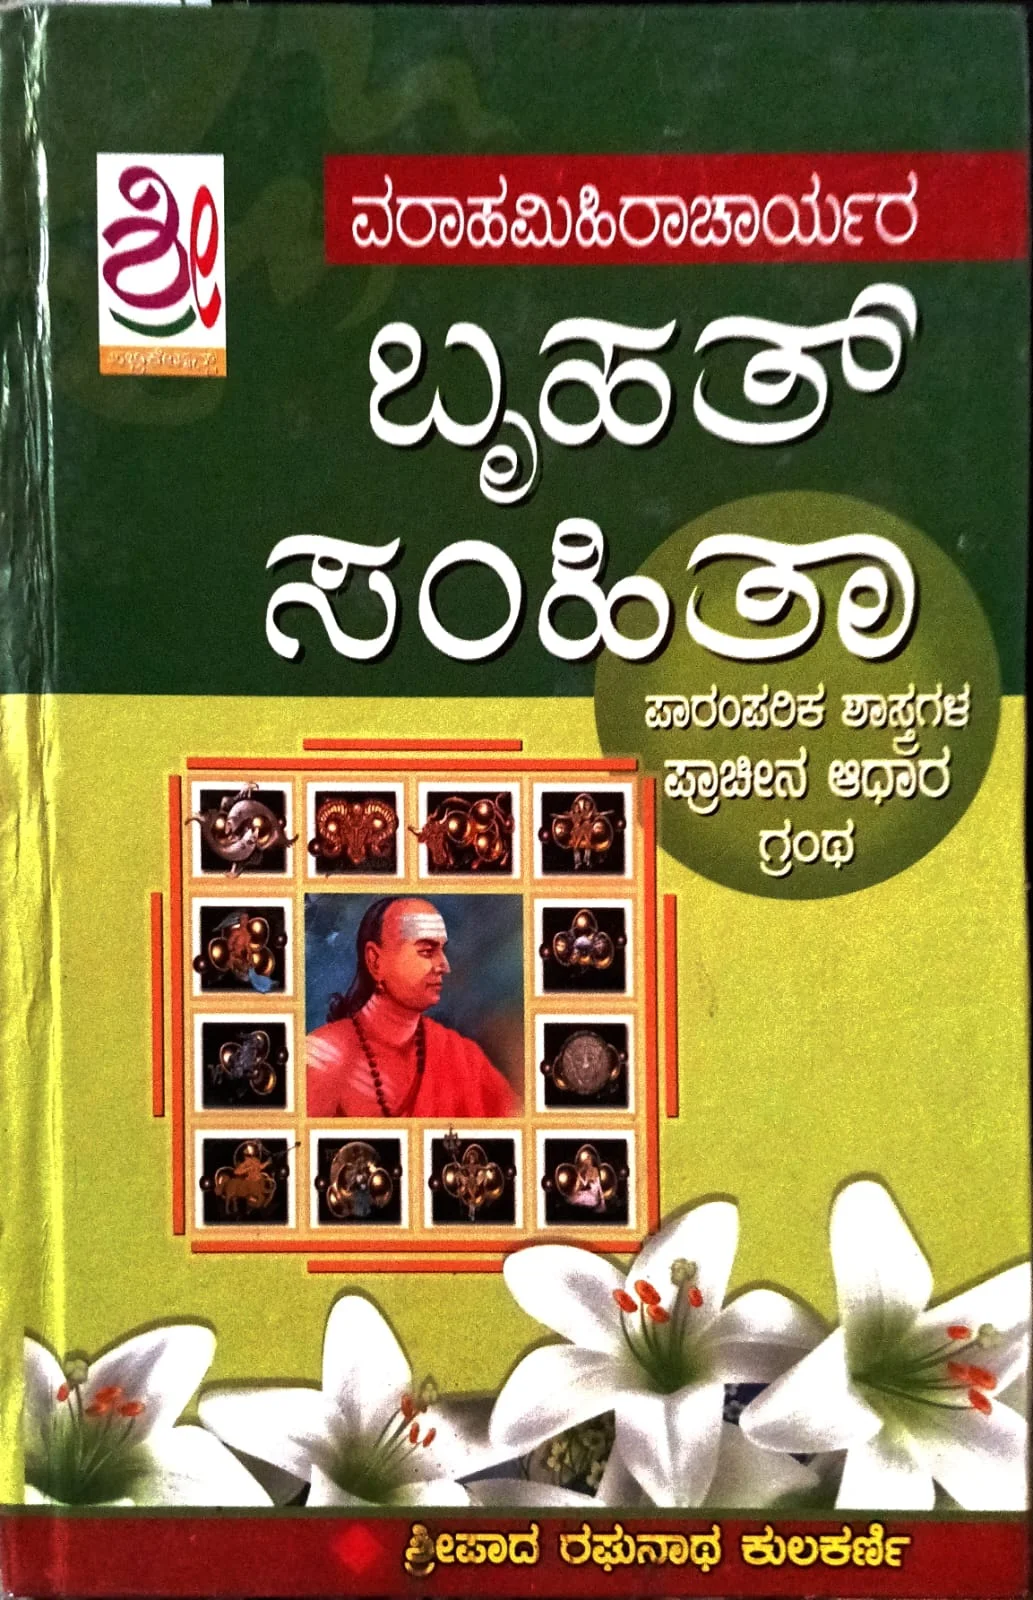 ವರಾಹಮಿಹಿರಾಚಾರ್ಯರ
ಶ್ರೀ
ಬೃಹತ್
ಸಂಹಿತಾ
ಪಾರಂಪರಿಕ ಶಾಸ್ತ್ರಗಳ
ಪ್ರಾಚೀನ ಆಧಾರ
ಗ್ರಂಥ
ಶ್ರೀಪಾದ ರಘುನಾಥ ಕುಲಕರ್ಣಿ